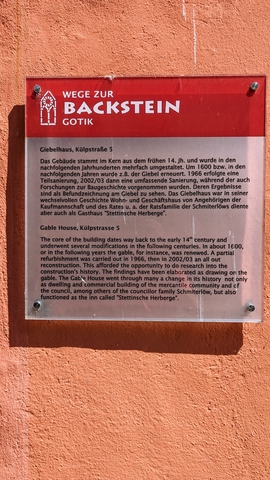 WEGE ZUR
BACKSTEIN
GOTIK
Giebelhaus, Külpstraße 5
Das Gebäude stammt im Kern aus dem frühen 14. Jh. und wurde in den
nachfolgenden Jahrhunderten mehrfach umgestaltet. Um 1600 bzw. in den
nachfolgenden Jahren wurde z.B. der Giebel erneuert. 1966 erfolgte eine
Teilsanierung, 2002/03 dann eine umfassende Sanierung, während der auch
Forschungen zur Baugeschichte vorgenommen wurden. Deren Ergebnisse
sind als Befundzeichnung am Giebel zu sehen. Das Giebelhaus war in seiner
wechselvollen Geschichte Wohn- und Geschäftshaus von Angehörigen der
Kaufmannschaft und des Rates u. a. der Ratsfamilie der Schmiterlöws diente
aber auch als Gasthaus "Stettinsche Herberge".
Gable House, Külpstrasse 5
The core of the building dates way back to the early 14th century and
underwent several modifications in the following centuries. In about 1600,
or in the following years the gable, for instance, was renewed. A partial
refurbishment was carried out in 1966, then in 2002/03 an all out
reconstruction. This afforded the opportunity to do research into the
construction's history. The findings have been elaborated as drawing on the
gable. The Gable House went through many a change in its history not only
as dwelling and commercial building of the mercantile community and of
the council, among others of the councilor family Schmiterlöw, but also
functioned as the inn called "Stettinsche Herberge".